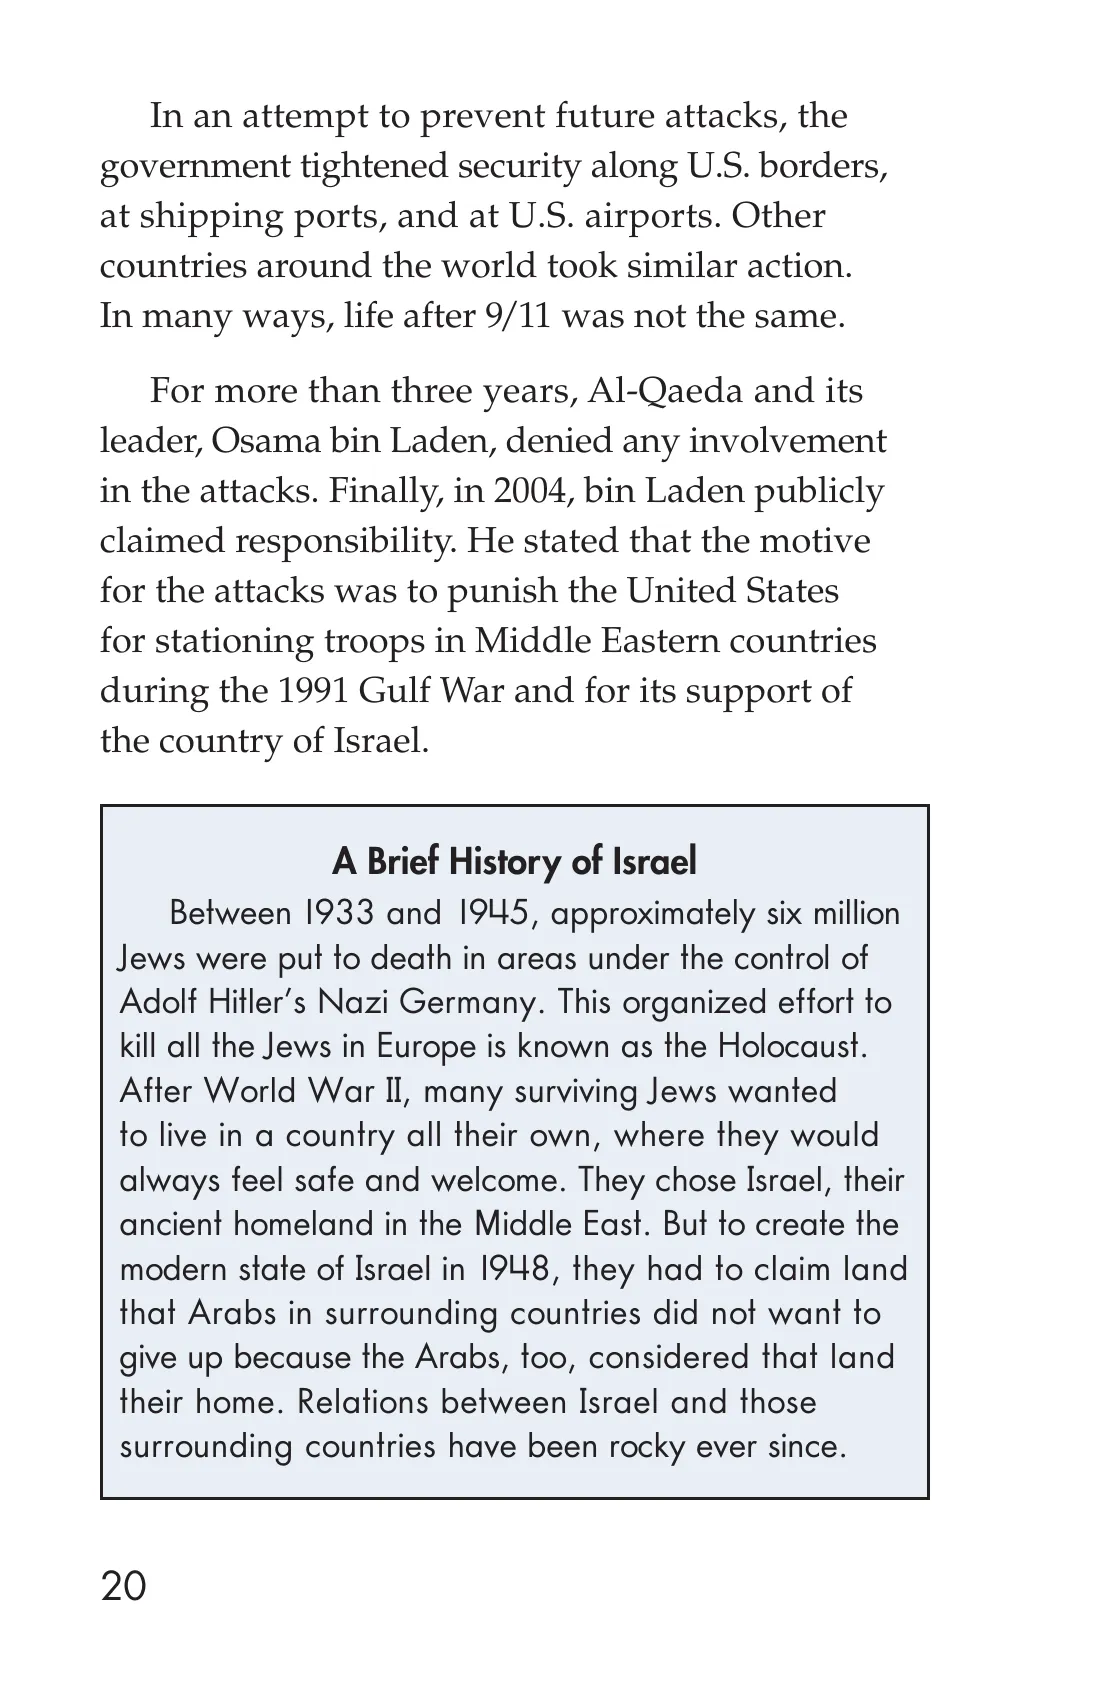 In an attempt to prevent future attacks, the
government tightened security along U.S. borders,
at shipping ports, and at U.S. airports. Other
countries around the world took similar action.
In many ways, life after 9/11 was not the same.
For more than three years, Al-Qaeda and its
leader, Osama bin Laden, denied any involvement
in the attacks. Finally, in 2004, bin Laden publicly
claimed responsibility. He stated that the motive
for the attacks was to punish the United States
for stationing troops in Middle Eastern countries
during the 1991 Gulf War and for its support of
the country of Israel.
A Brief History of Israel
Between 1933 and 1945, approximately six million
Jews were put to death in areas under the control of
Adolf Hitler’s Nazi Germany. This organized effort to
kill all the Jews in Europe is known as the Holocaust.
After World War II, many surviving Jews wanted
to live in a country all their own, where they would
always feel safe and welcome. They chose Israel, their
ancient homeland in the Middle East. But to create the
modern state of Israel in 1948, they had to claim land
that Arabs in surrounding countries did not want to
give up because the Arabs, too, considered that land
their home. Relations between Israel and those
surrounding countries have been rocky ever since.
20